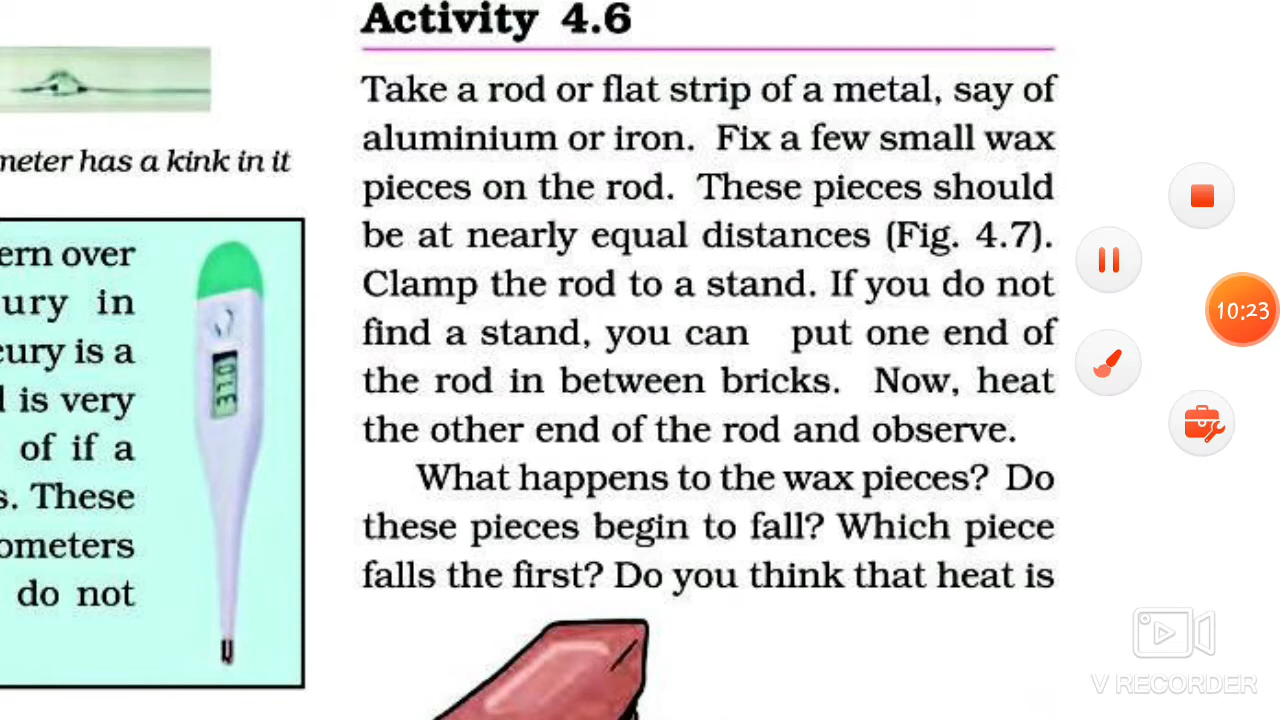 Activity 4.6
meter has a kink in it
ern over
ury in
cury is a
is very
of if a
s. These
ometers
do not
Take a rod or flat strip of a metal, say of
aluminium or iron. Fix a few small wax
pieces on the rod. These pieces should
be at nearly equal distances (Fig. 4.7).
Clamp the rod to a stand. If you do not
find a stand, you can put one end of
the rod in between bricks. Now, heat
the other end of the rod and observe.
What happens to the wax pieces? Do
these pieces begin to fall? Which piece
falls the first? Do you think that heat is
10:23
V RECORDER